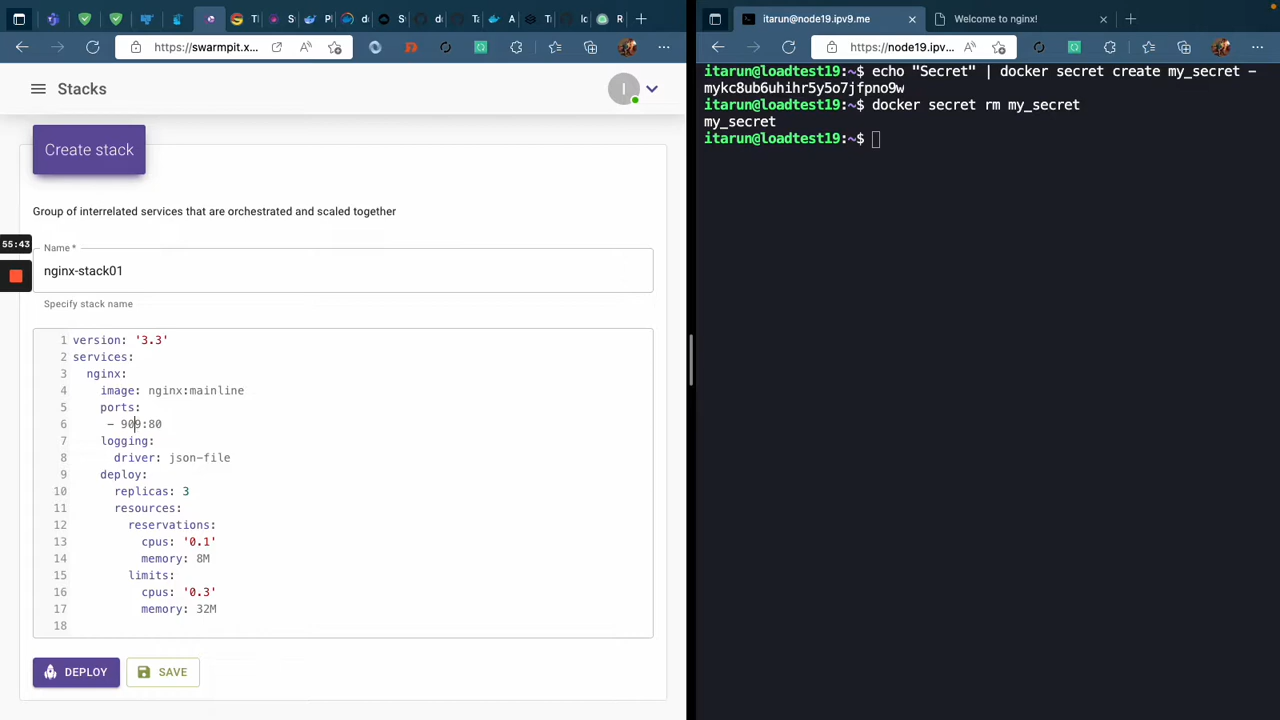 https://swarmpit.x...
Stacks
I
Create stack
Group of interrelated services that are orchestrated and scaled together
55:43
Name *
nginx-stack01
Specify stack name
1 version: '3.3'
2 services:
3 nginx:
4 image: nginx:mainline
5 ports:
6 - 909:80
7 logging:
8 driver: json-file
9 deploy:
10 replicas: 3
11 resources:
12 reservations:
13 cpus: '0.1'
14 memory: 8M
15 limits:
16 cpus: '0.3'
17 memory: 32M
18
DEPLOY
SAVE
itarun@node19.ipv9.me
Welcome to nginx!
https://node19.ipv...
itarun@loadtest19:~$ echo "Secret" | docker secret create my_secret -
mykc8ub6uhihr5y5o7jfpno9w
itarun@loadtest19:~$ docker secret rm my_secret
my_secret
itarun@loadtest19:~$